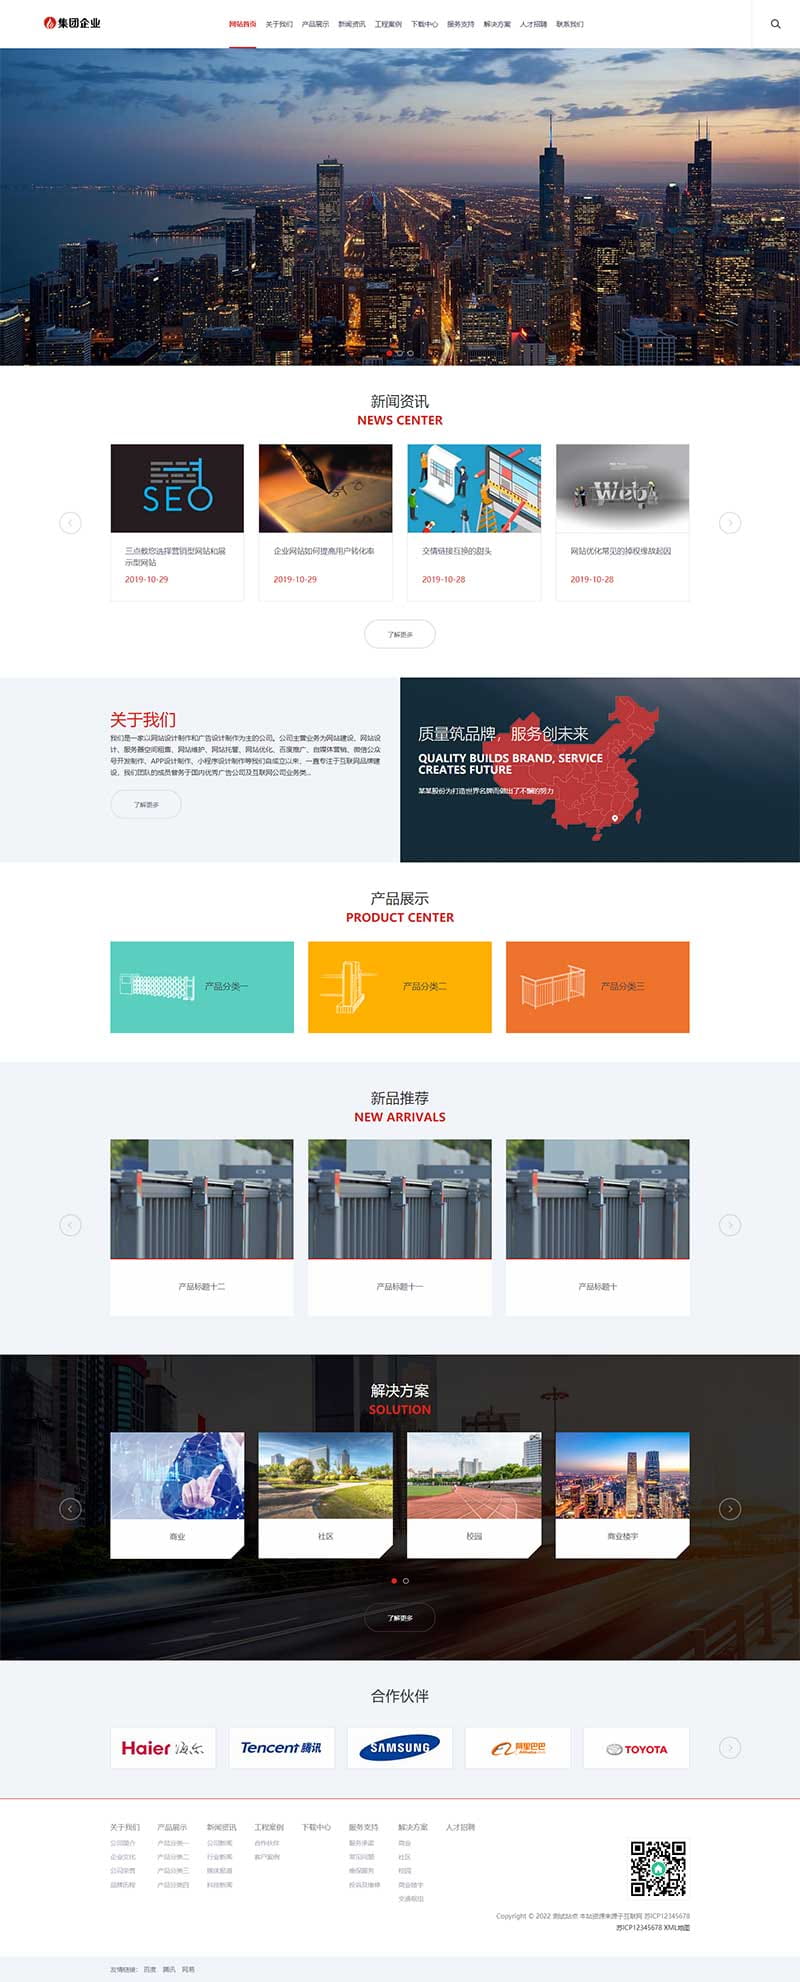 集团企业
网站首页 关于我们 产品展示 新闻资讯 工程案例 下载中心 服务支持 解决方案 人才招聘 联系我们
新闻资讯
NEWS CENTER
SEO
Web
三点教您选择营销型网站和展
示型网站
2019-10-29
企业网站如何提高用户转化率
2019-10-29
交情链接互换的甜头
2019-10-28
网站优化常见的掉权缘故起因
2019-10-28
了解更多
关于我们
我们是一家以网站设计制作和广告设计制作为主的公司。公司主营业务为网站建设、网站设
计、服务器空间租赁、网站维护、网站托管、网站优化、百度推广、自媒体营销、微信公众
号开发制作、APP设计制作、小程序设计制作等我们自成立以来，一直专注于互联网品牌建
设，我们团队的成员曾务于国内优秀广告公司及互联网公司业务类...
了解更多
质量筑品牌，服务创未来
QUALITY BUILDS BRAND, SERVICE
CREATES FUTURE
某某股份为打造世界名牌而做出了不懈的努力
产品展示
PRODUCT CENTER
产品分类一
产品分类二
产品分类三
新品推荐
NEW ARRIVALS
产品标题十二
产品标题十一
产品标题十
解决方案
SOLUTION
商业
社区
校园
商业楼宇
了解更多
合作伙伴
Haier 海尔
Tencent 腾讯
SAMSUNG
阿里巴巴
TOYOTA
关于我们 产品展示 新闻资讯 工程案例 下载中心 服务支持 解决方案 人才招聘
公司简介 产品分类一 公司新闻 合作伙伴 服务承诺 商业
企业文化 产品分类二 行业新闻 客户案例 常见问题 社区
公司荣誉 产品分类三 媒体报道 维保服务 校园
品牌历程 产品分类四 科技新闻 投诉及维修 商业楼宇
交通枢纽
Copyright © 2022 测试站点 本站资源来源于互联网 苏ICP12345678
苏ICP12345678 XML地图
友情链接： 百度 腾讯 网易